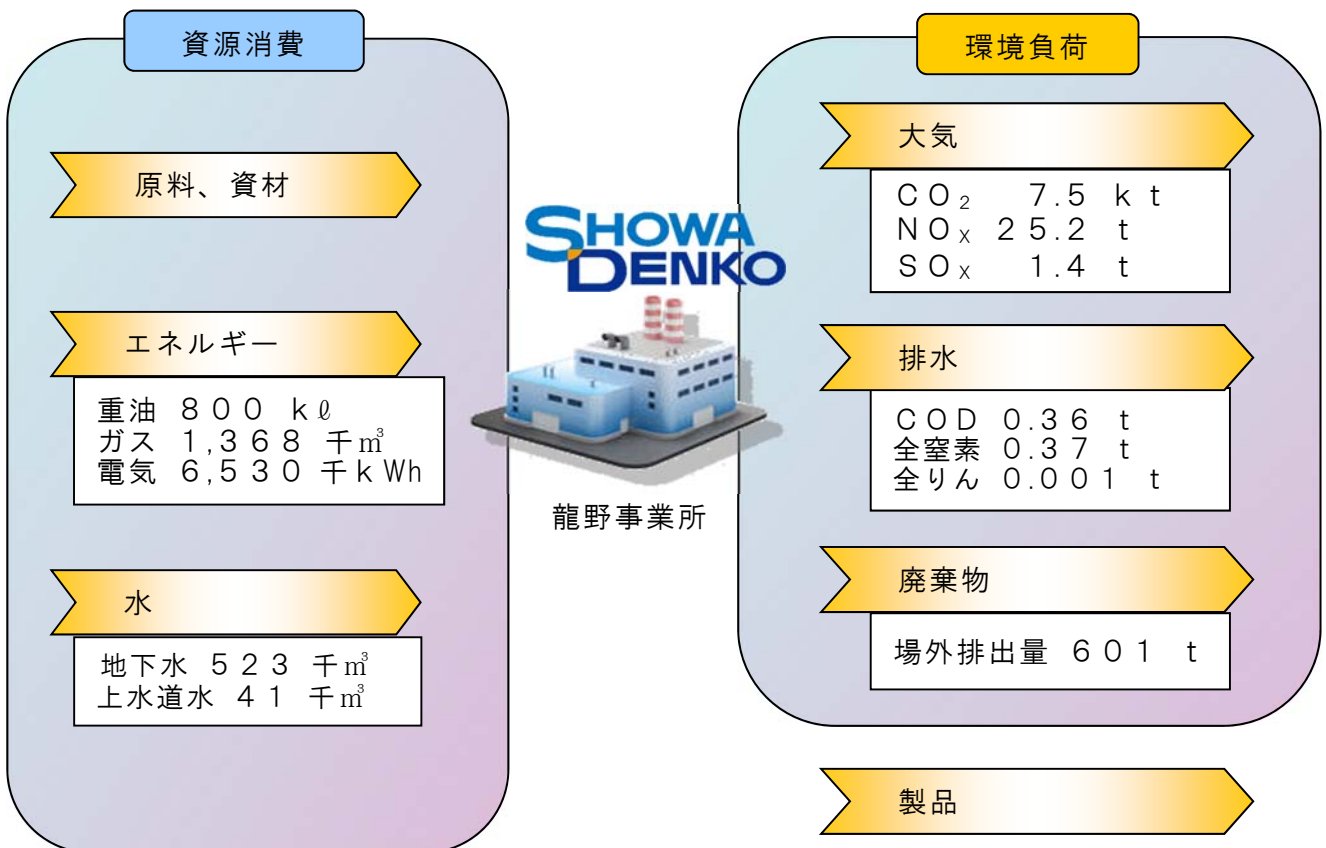 資源消費
原料、資材
エネルギー
重油 ８００ ｋℓ
ガス １,３６８ 千㎥
電気 ６,５３０ 千ｋWh
水
地下水 ５２３ 千㎥
上水道水 ４１ 千㎥
SHOWA
DENKO
龍野事業所
環境負荷
大気
ＣＯ₂ ７.５ ｋｔ
ＮＯₓ ２５.２ ｔ
ＳＯₓ １.４ ｔ
排水
ＣＯＤ ０.３６ ｔ
全窒素 ０.３７ ｔ
全りん ０.００１ ｔ
廃棄物
場外排出量 ６０１ ｔ
製品